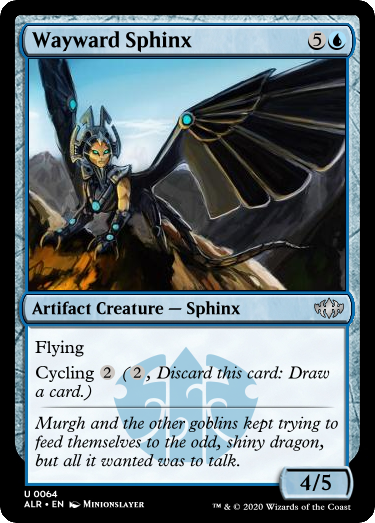 Wayward Sphinx 5
Artifact Creature — Sphinx
Flying
Cycling 2 (2, Discard this card: Draw
a card.)
Murgh and the other goblins kept trying to
feed themselves to the odd, shiny dragon,
but all it wanted was to talk.
4/5
U 0064
ALR • EN Minionslayer
™ & © 2020 Wizards of the Coast